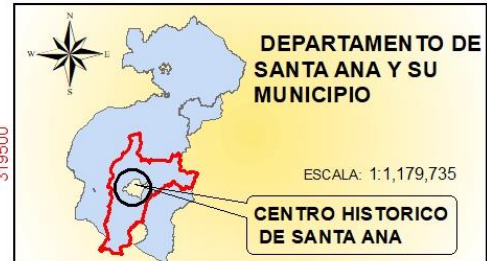 N
W E
S
DEPARTAMENTO DE
SANTA ANA Y SU
MUNICIPIO
319500
ESCALA: 1:1,179,735
CENTRO HISTORICO
DE SANTA ANA